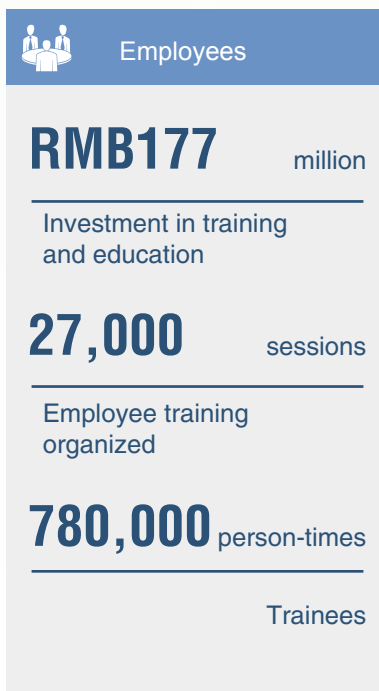 Employees
RMB177 million
Investment in training
and education
27,000 sessions
Employee training
organized
780,000 person-times
Trainees